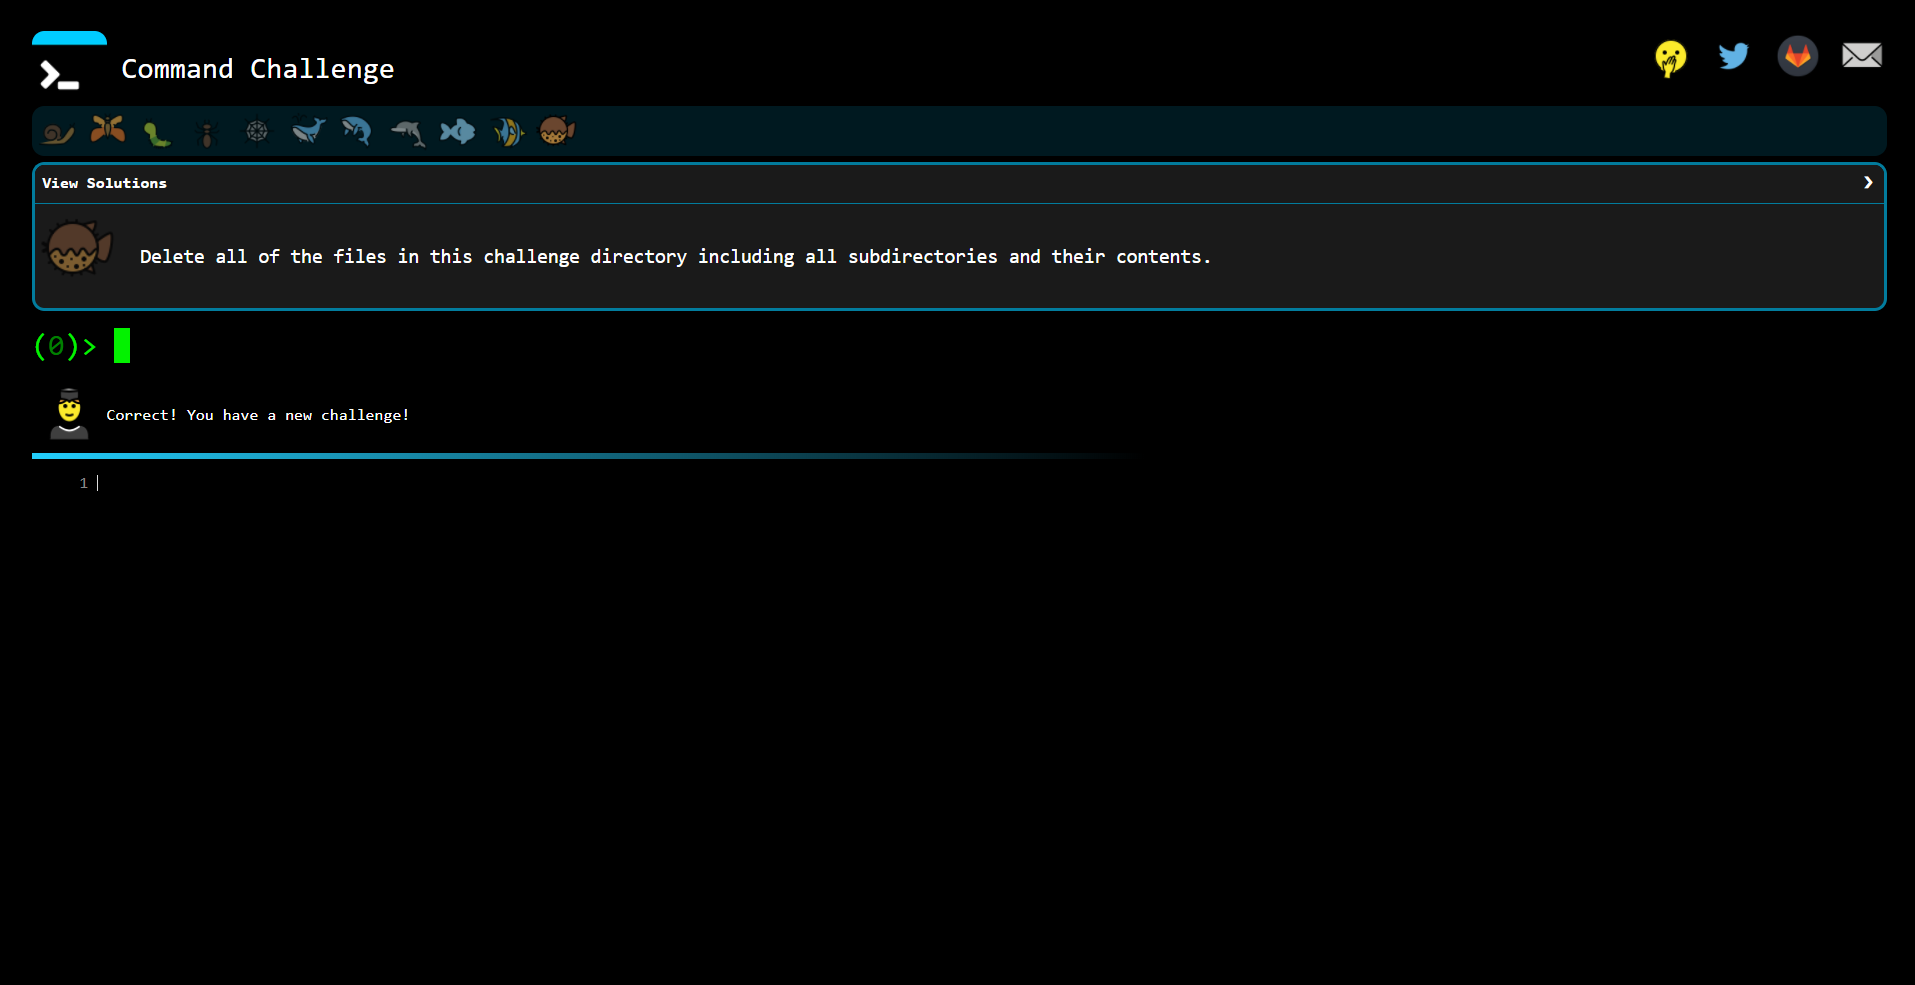 Command Challenge
View Solutions
Delete all of the files in this challenge directory including all subdirectories and their contents.
(0)>
Correct! You have a new challenge!
1